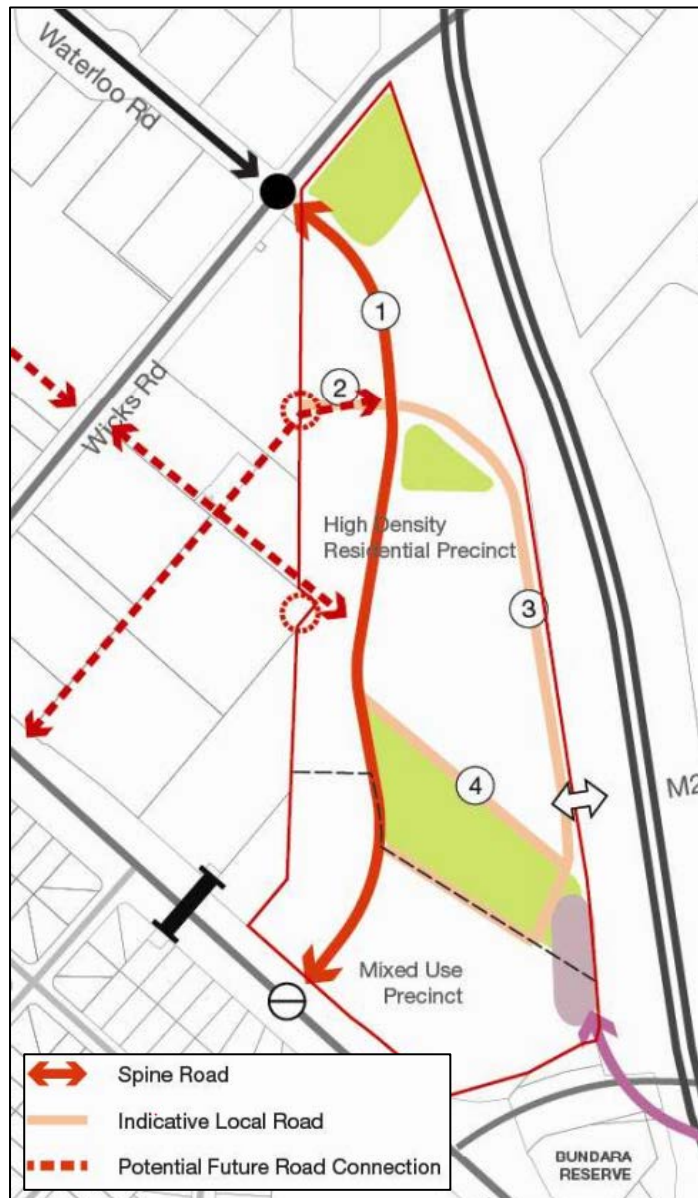 Waterloo Rd
1
2
Wicks Rd
High Density
Residential Precinct
3
4
M2
Mixed Use
Precinct
Spine Road
Indicative Local Road
Potential Future Road Connection
BUNDARA
RESERVE